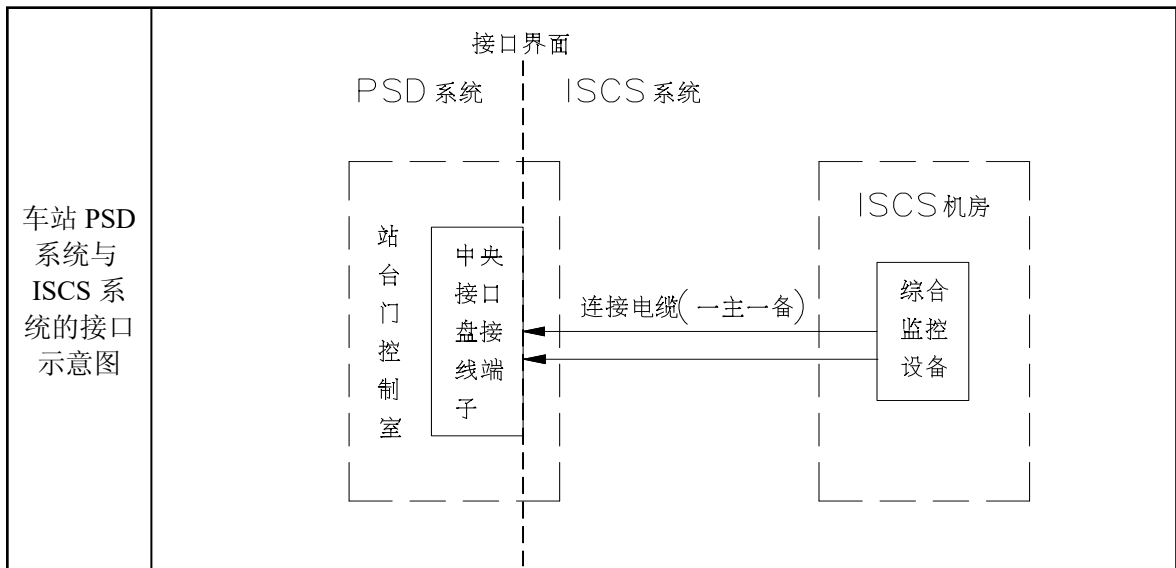 车站 PSD
系统与
ISCS 系
统的接口
示意图
接口界面
PSD 系统
ISCS 系统
站
台
门
控
制
室
中央
接口
盘接
线端
子
连接电缆(一主一备)
ISCS 机房
综合
监控
设备